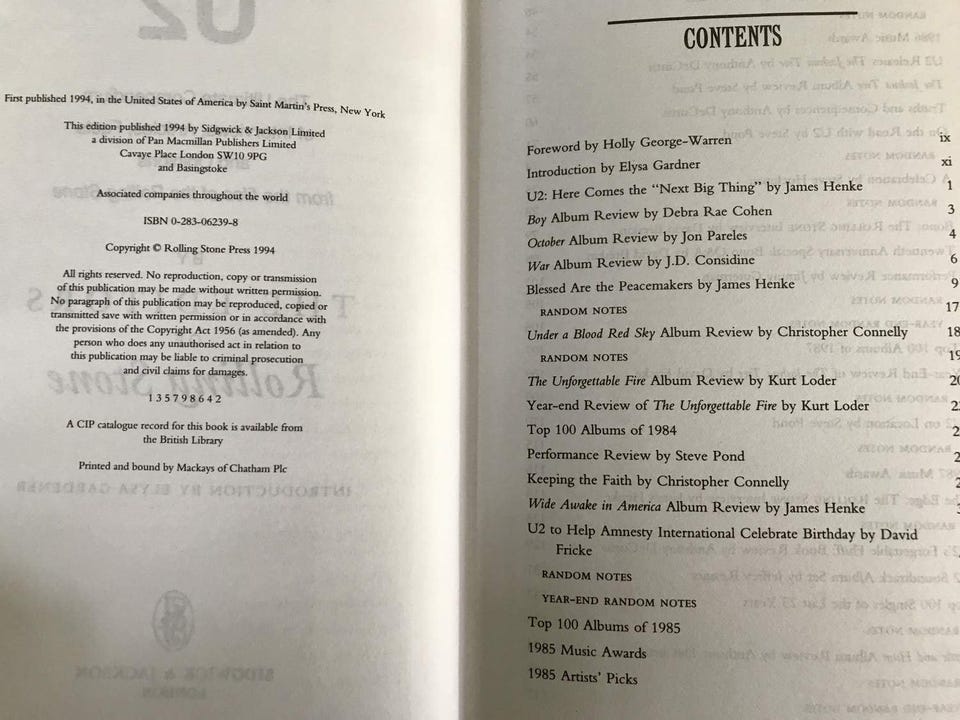 First published 1994, in the United States of America by Saint Martin's Press, New York
This edition published 1994 by Sidgwick & Jackson Limited
a division of Pan Macmillan Publishers Limited
Cavaye Place London SW10 9PG
and Basingstoke
Associated companies throughout the world
ISBN 0-283-06239-8
Copyright © Rolling Stone Press 1994
All rights reserved. No reproduction, copy or transmission
of this publication may be made without written permission.
No paragraph of this publication may be reproduced, copied or
transmitted save with written permission or in accordance with
the provisions of the Copyright Act 1956 (as amended). Any
person who does any unauthorised act in relation to
this publication may be liable to criminal prosecution
and civil claims for damages.
1 3 5 7 9 8 6 4 2
A CIP catalogue record for this book is available from
the British Library
Printed and bound by Mackays of Chatham Plc
CONTENTS
Foreword by Holly George-Warren ix
Introduction by Elysa Gardner xi
U2: Here Comes the "Next Big Thing" by James Henke 1
Boy Album Review by Debra Rae Cohen 3
October Album Review by Jon Pareles 4
War Album Review by J.D. Considine 6
Blessed Are the Peacemakers by James Henke 9
RANDOM NOTES 17
Under a Blood Red Sky Album Review by Christopher Connelly 18
RANDOM NOTES 19
The Unforgettable Fire Album Review by Kurt Loder 20
Year-end Review of The Unforgettable Fire by Kurt Loder
Top 100 Albums of 1984
Performance Review by Steve Pond
Keeping the Faith by Christopher Connelly
Wide Awake in America Album Review by James Henke
U2 to Help Amnesty International Celebrate Birthday by David
Fricke
RANDOM NOTES
YEAR-END RANDOM NOTES
Top 100 Albums of 1985
1985 Music Awards
1985 Artists' Picks